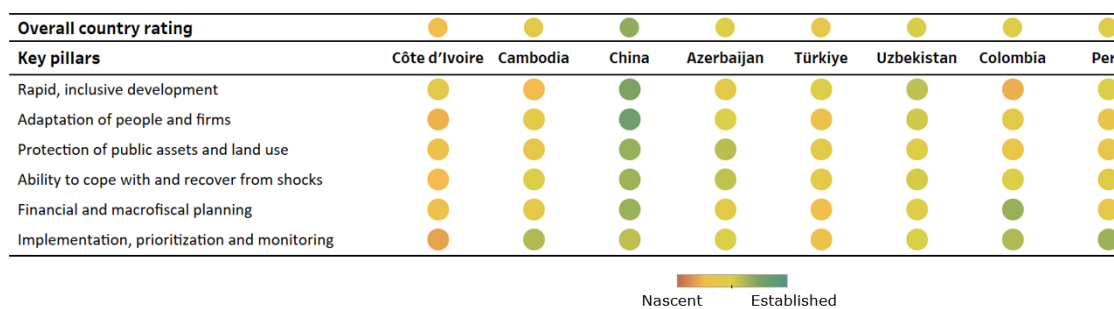 Overall country rating
Key pillars Côte d'Ivoire Cambodia China Azerbaijan Türkiye Uzbekistan Colombia
Rapid, inclusive development
Adaptation of people and firms
Protection of public assets and land use
Ability to cope with and recover from shocks
Financial and macrofiscal planning
Implementation, prioritization and monitoring
Nascent Established